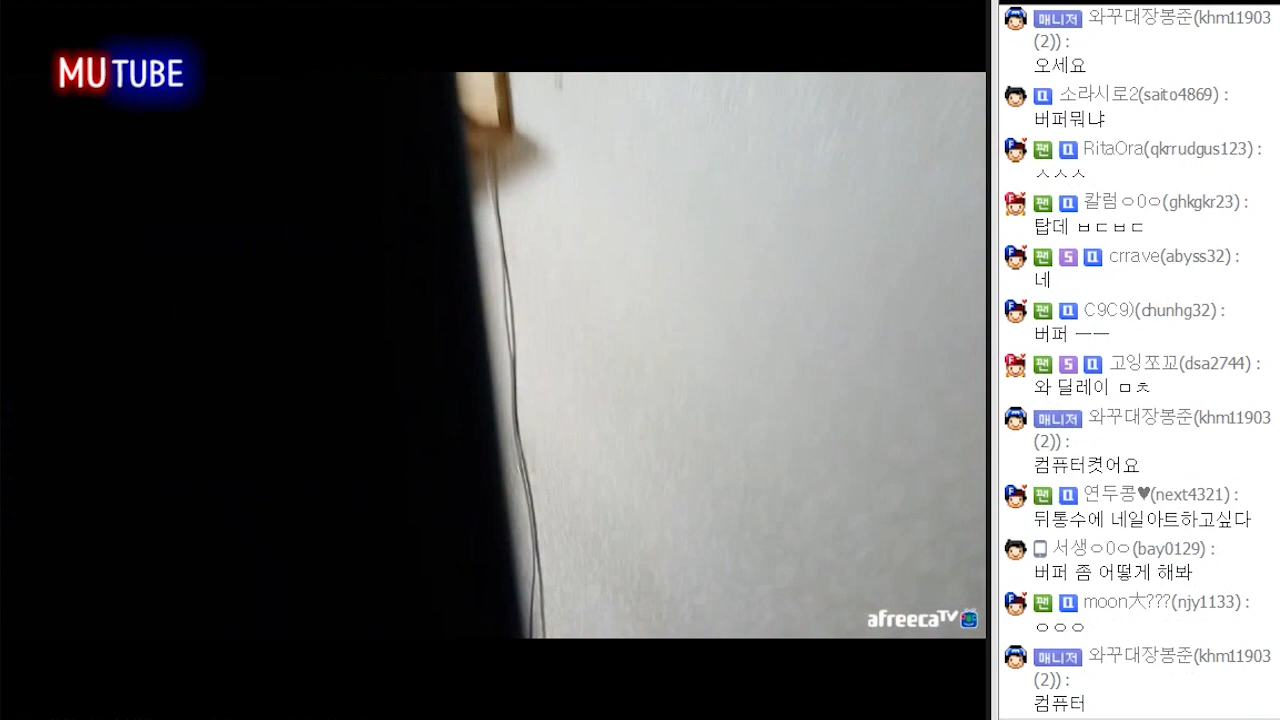 MUTUBE
afreecaTV
매니저 와꾸대장봉준(khm11903
(2)) :
오세요
소라시로2(saito4869) :
버퍼뭐냐
팬 RitaOra(qkrrudgus123) :
ㅅㅅㅅ
팬 칼럼ㅇ0ㅇ(ghkgkr23) :
탑데 ㅂㄷㅂㄷ
팬 S crrave(abyss32) :
네
팬 C9C9)(chunhg32) :
버퍼 ㅡㅡ
팬 S 고잉쪼꼬(dsa2744) :
와 딜레이 ㅁㅊ
매니저 와꾸대장봉준(khm11903
(2)) :
컴퓨터켯어요
팬 연두콩♥(next4321) :
뒤통수에 네일아트하고싶다
서생ㅇ0ㅇ(bay0129) :
버퍼 좀 어떻게 해봐
팬 moon大???(njy1133) :
ㅇㅇㅇ
매니저 와꾸대장봉준(khm11903
(2)) :
컴퓨터